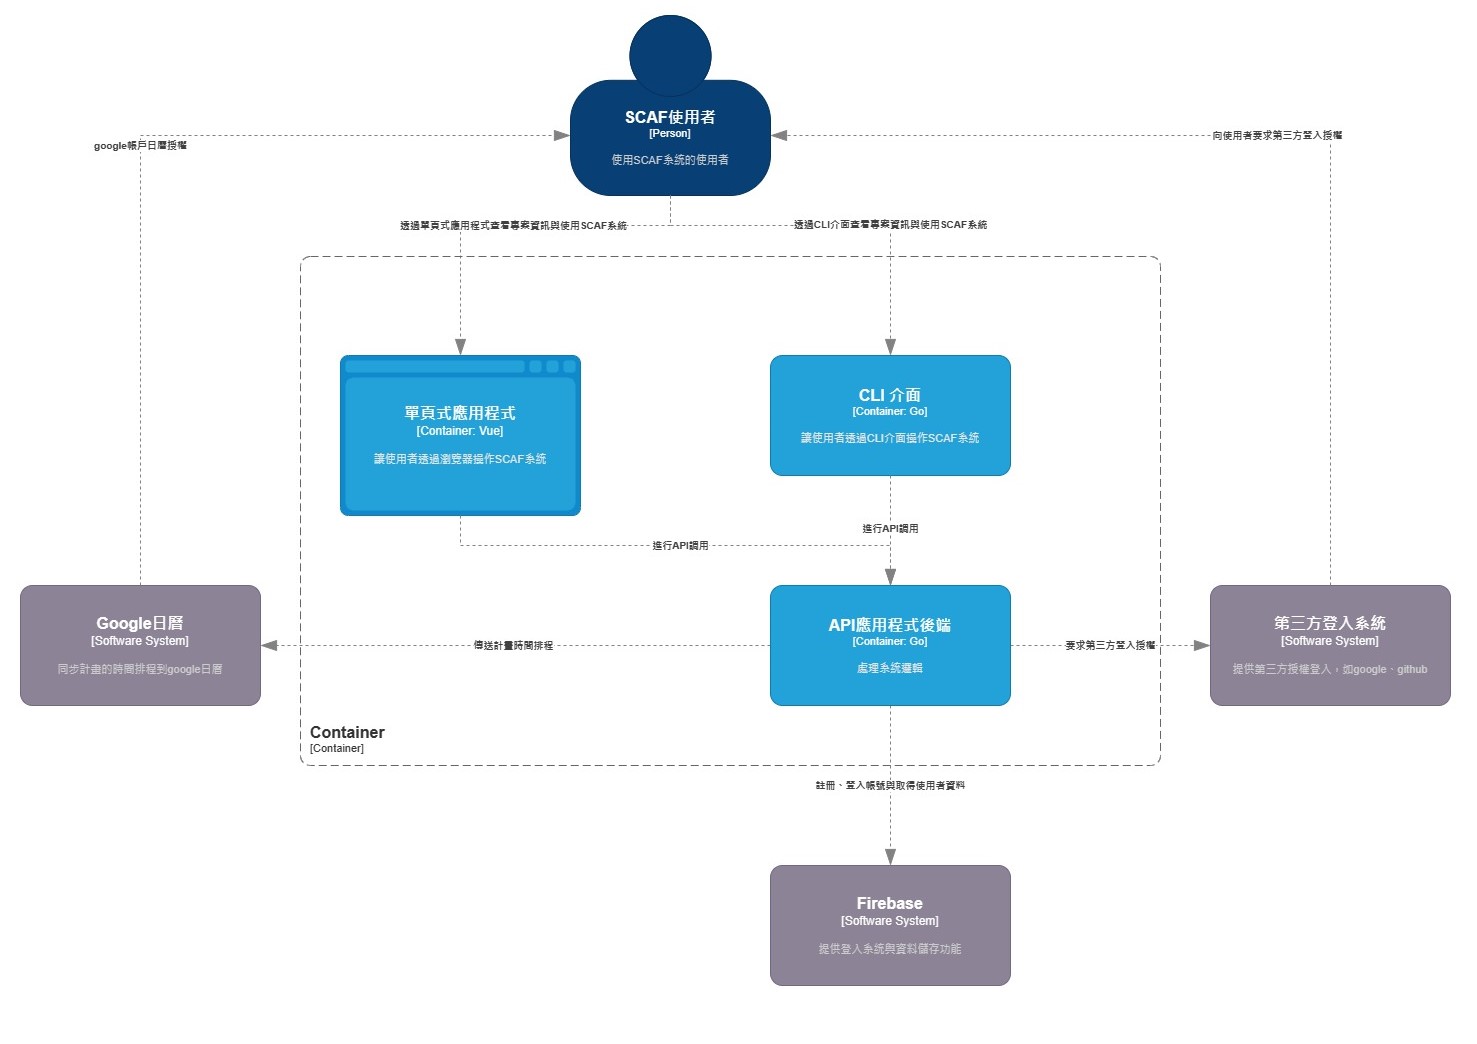 SCAF使用者
[Person]
使用SCAF系統的使用者
google帳戶日曆授權
向使用者要求第三方登入授權
透過單頁式應用程式查看專案資訊與使用SCAF系統
透過CLI介面查看專案資訊與使用SCAF系統
單頁式應用程式
[Container: Vue]
讓使用者透過瀏覽器操作SCAF系統
CLI 介面
[Container: Go]
讓使用者透過CLI介面操作SCAF系統
進行API調用
進行API調用
Google日曆
[Software System]
同步計畫的時間排程到google日曆
傳送計畫時間排程
API應用程式後端
[Container: Go]
處理系統邏輯
要求第三方登入授權
第三方登入系統
[Software System]
提供第三方授權登入，如google、github
Container
[Container]
註冊、登入帳號與取得使用者資料
Firebase
[Software System]
提供登入系統與資料儲存功能